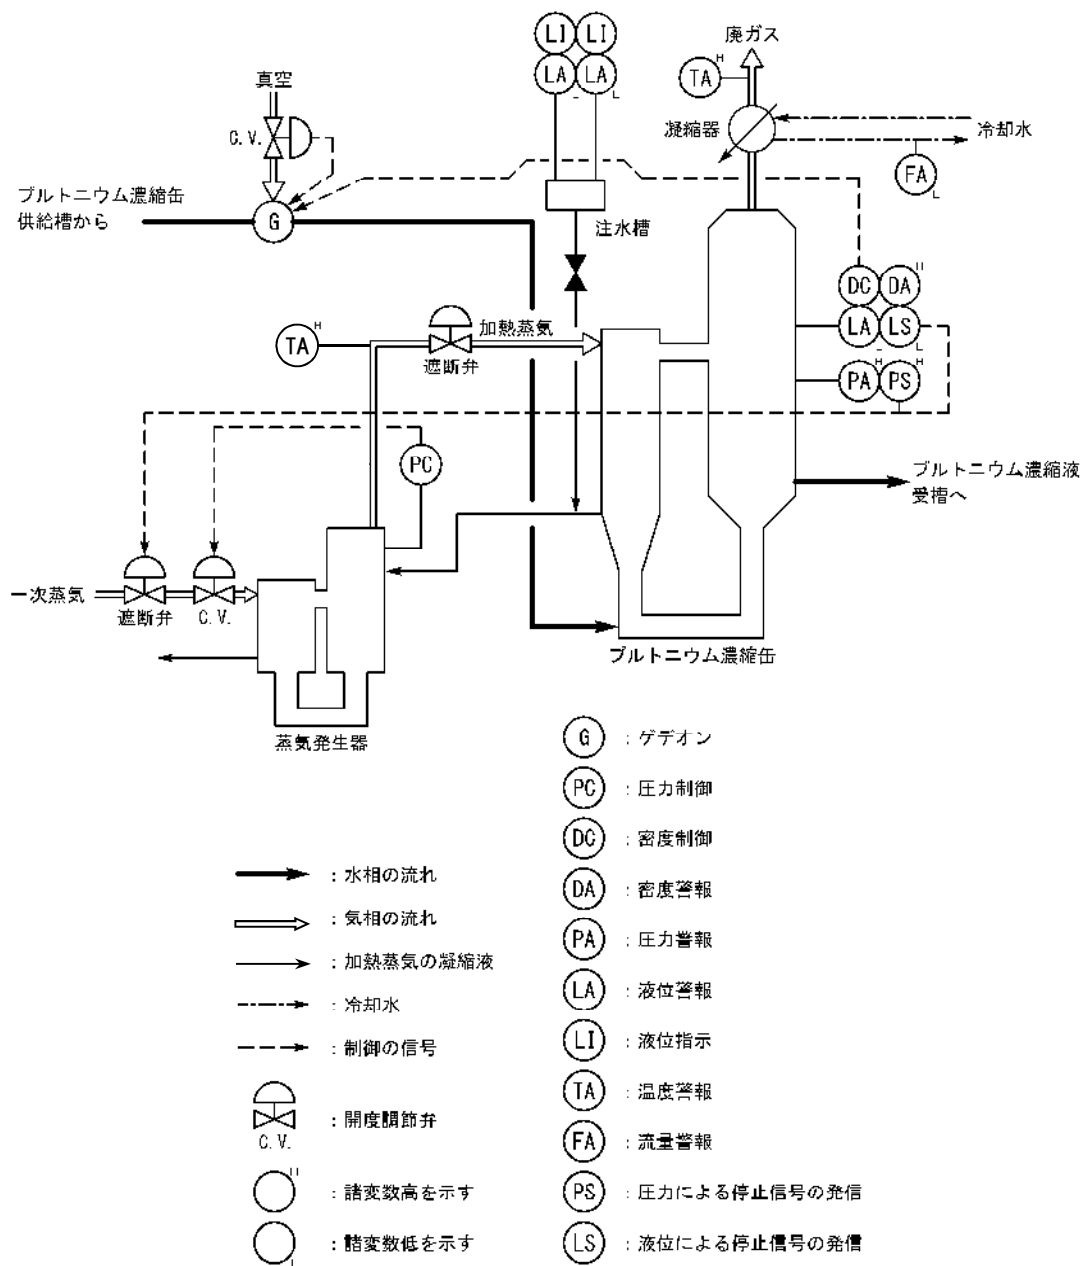 LI LI
LA LA
L L
廃ガス
TA
H
真空
C.V.
凝縮器
冷却水
FA
L
プルトニウム濃縮缶
供給槽から
G
注水槽
DC DA
H
LA LS
L L
PA PS
H H
TA
H
加熱蒸気
遮断弁
PC
プルトニウム濃縮液
受槽へ
一次蒸気
遮断弁
C.V.
プルトニウム濃縮缶
蒸気発生器
G :ゲデオン
PC :圧力制御
DC :密度制御
DA :密度警報
PA :圧力警報
LA :液位警報
LI :液位指示
TA :温度警報
FA :流量警報
PS :圧力による停止信号の発信
LS :液位による停止信号の発信
:水相の流れ
:気相の流れ
:加熱蒸気の凝縮液
:冷却水
:制御の信号
:開度調節弁
C.V.
H
:諸変数高を示す
:諸変数低を示す
L